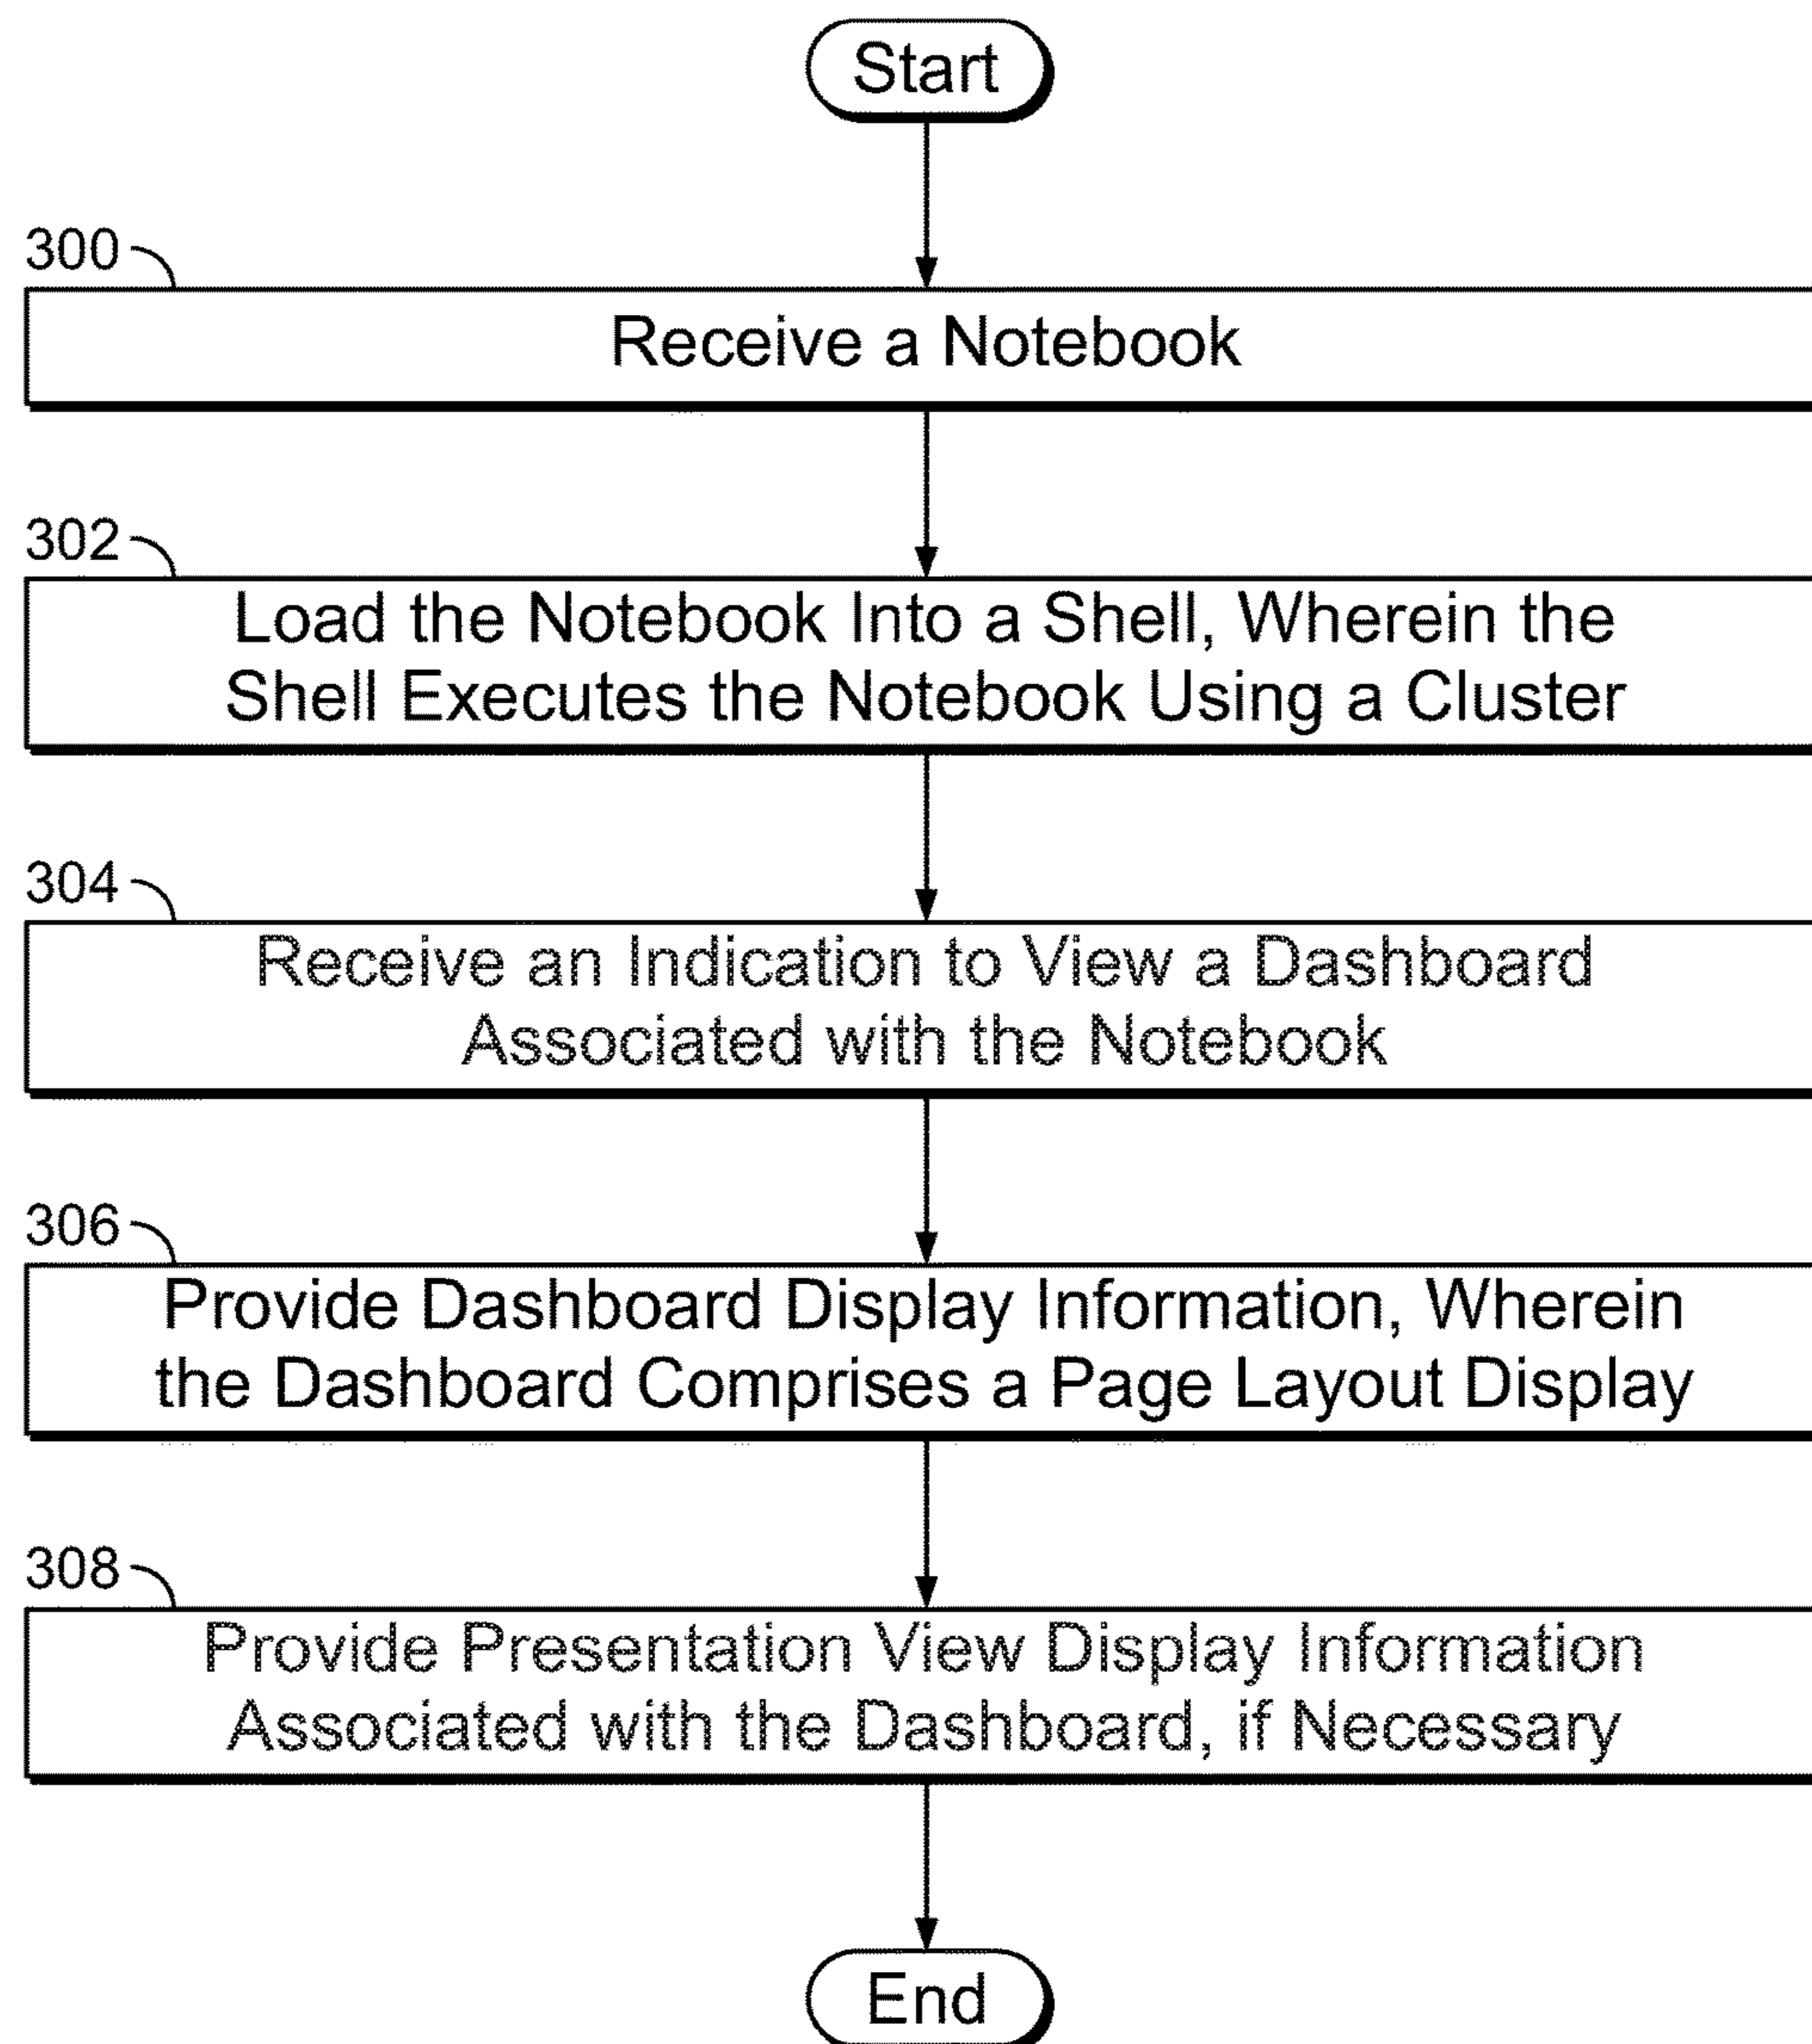 Start
300
Receive a Notebook
302
Load the Notebook Into a Shell, Wherein the
Shell Executes the Notebook Using a Cluster
304
Receive an Indication to View a Dashboard
Associated with the Notebook
306
Provide Dashboard Display Information, Wherein
the Dashboard Comprises a Page Layout Display
308
Provide Presentation View Display Information
Associated with the Dashboard, if Necessary
End